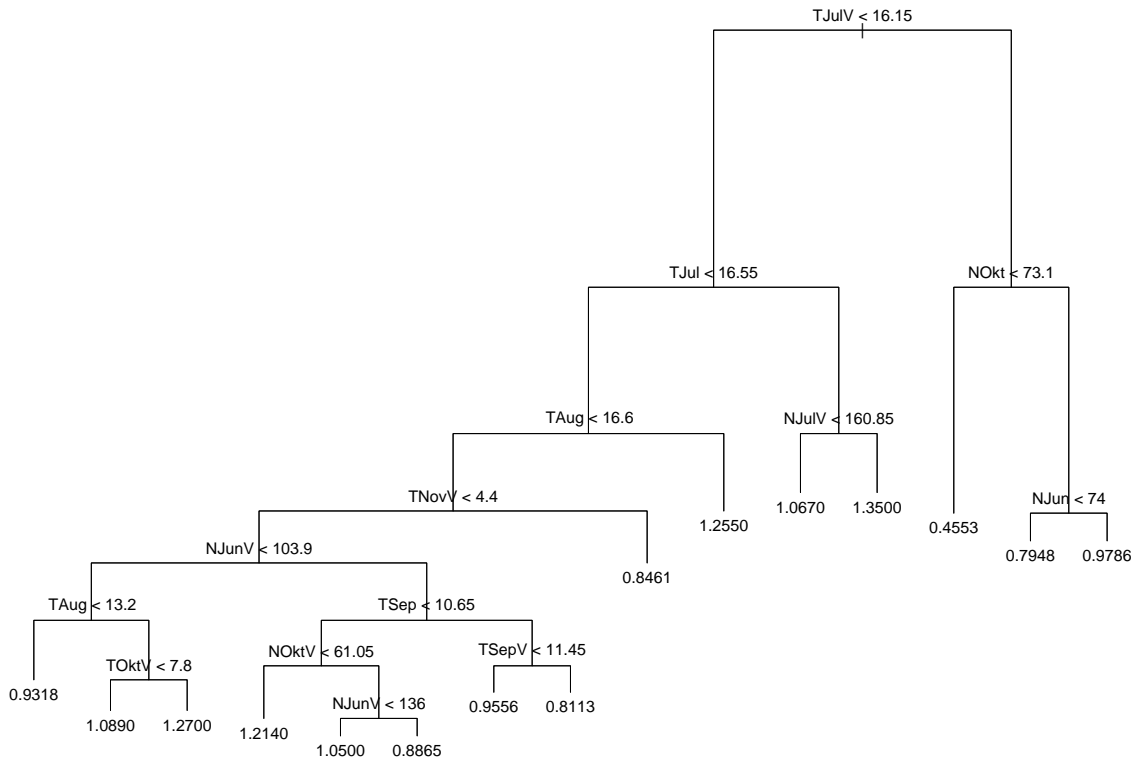 TJulV < 16.15
TJul < 16.55
NOkt < 73.1
TAug < 16.6
NJulV < 160.85
TNovV < 4.4
1.2550
1.0670
1.3500
0.4553
NJun < 74
0.7948
0.9786
NJunV < 103.9
0.8461
TAug < 13.2
TSep < 10.65
0.9318
TOktV < 7.8
NOktV < 61.05
TSepV < 11.45
1.0890
1.2700
1.2140
NJunV < 136
0.9556
0.8113
1.0500
0.8865